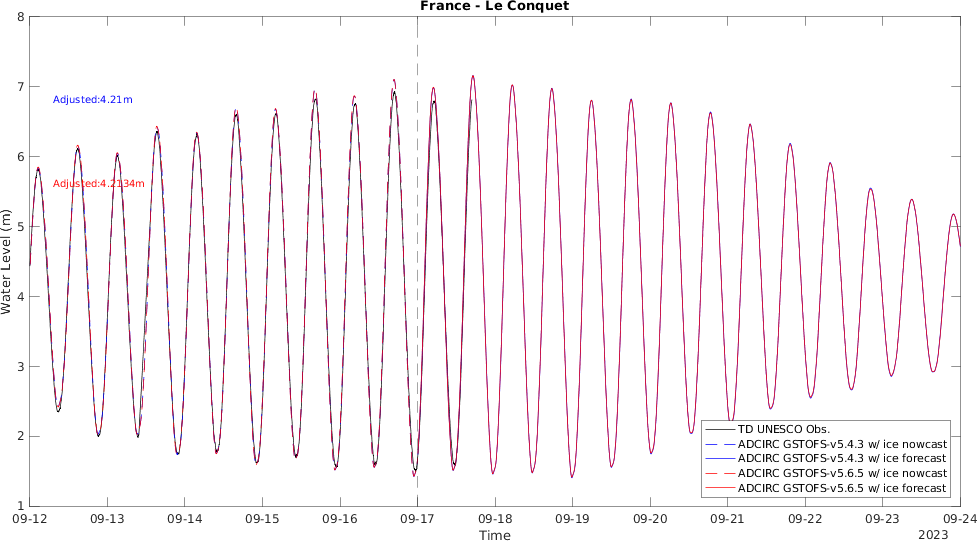 France - Le Conquet
8
7
6
5
4
3
2
1
Water Level (m)
Adjusted:4.21m
Adjusted:4.2134m
TD UNESCO Obs.
ADCIRC GSTOFS-v5.4.3 w/ ice nowcast
ADCIRC GSTOFS-v5.4.3 w/ ice forecast
ADCIRC GSTOFS-v5.6.5 w/ ice nowcast
ADCIRC GSTOFS-v5.6.5 w/ ice forecast
09-12 09-13 09-14 09-15 09-16 09-17 09-18 09-19 09-20 09-21 09-22 09-23 09-24
Time
2023